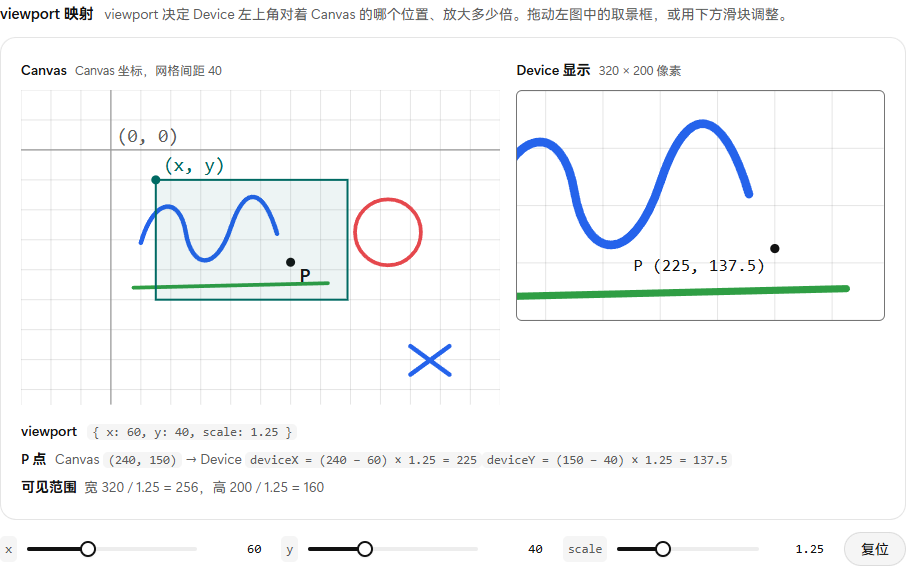 viewport 映射 viewport 决定 Device 左上角对着 Canvas 的哪个位置、放大多少倍。拖动左图中的取景框，或用下方滑块调整。
Canvas Canvas 坐标，网格间距 40
Device 显示 320 × 200 像素
(0, 0)
(x, y)
P
P (225, 137.5)
viewport { x: 60, y: 40, scale: 1.25 }
P 点 Canvas (240, 150) → Device deviceX = (240 − 60) × 1.25 = 225 deviceY = (150 − 40) × 1.25 = 137.5
可见范围 宽 320 / 1.25 = 256，高 200 / 1.25 = 160
x 60 y 40 scale 1.25 复位